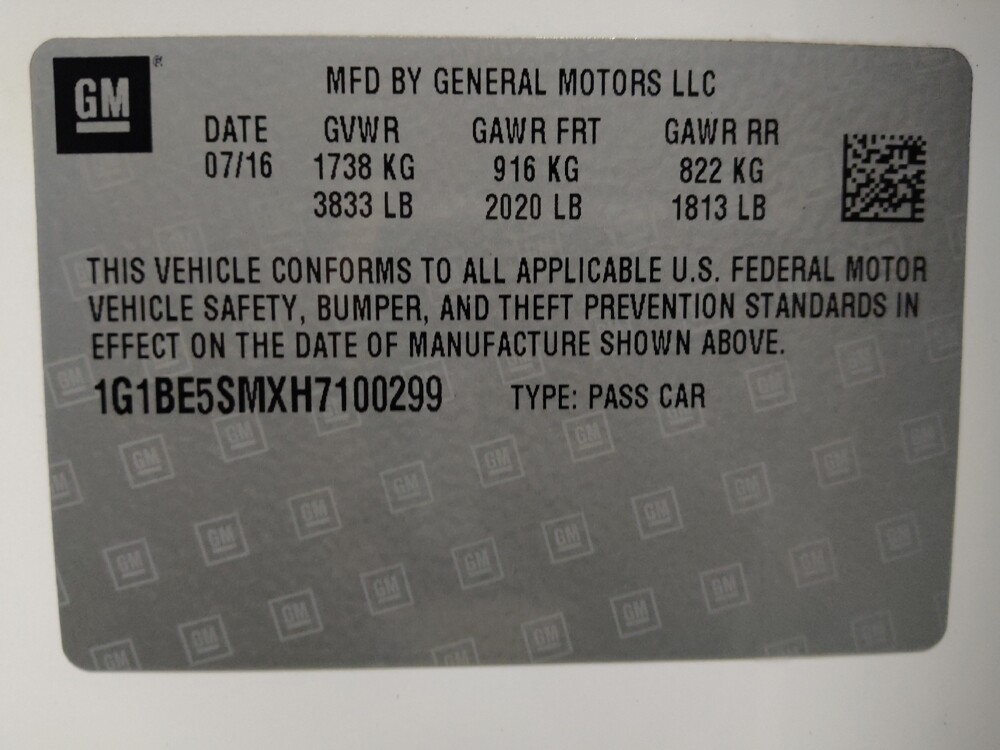 GM ®
MFD BY GENERAL MOTORS LLC
DATE GVWR GAWR FRT GAWR RR
07/16 1738 KG 916 KG 822 KG
3833 LB 2020 LB 1813 LB
THIS VEHICLE CONFORMS TO ALL APPLICABLE U.S. FEDERAL MOTOR
VEHICLE SAFETY, BUMPER, AND THEFT PREVENTION STANDARDS IN
EFFECT ON THE DATE OF MANUFACTURE SHOWN ABOVE.
1G1BE5SMXH7100299 TYPE: PASS CAR